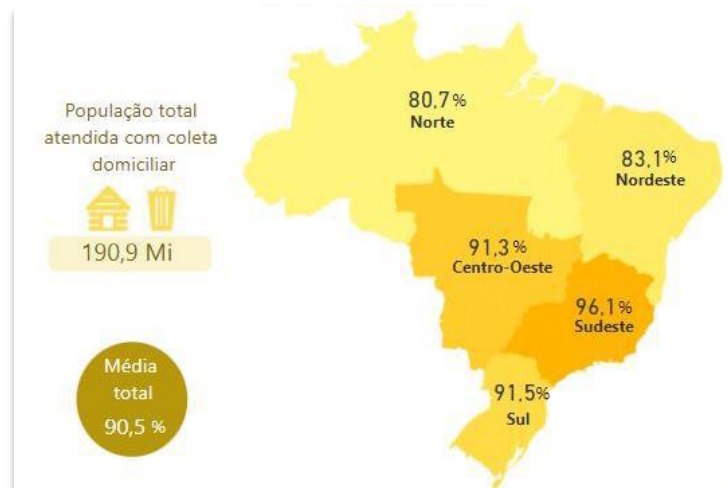 População total
atendida com coleta
domiciliar
190,9 Mi
Média
total
90,5 %
80,7%
Norte
83,1%
Nordeste
91,3 %
Centro-Oeste
96,1%
Sudeste
91,5%
Sul